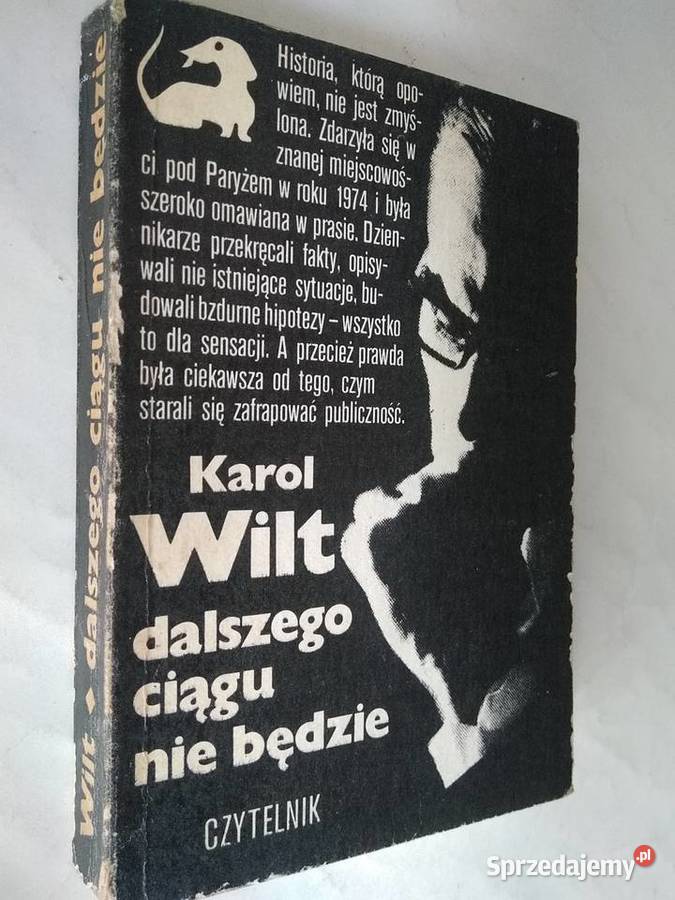 Historia, którą opo-
wiem, nie jest zmyś-
lona. Zdarzyła się w
znanej miejscowoś-
ci pod Paryżem w roku 1974 i była
szeroko omawiana w prasie. Dzien-
nikarze przekręcali fakty, opisy-
wali nie istniejące sytuacje, bu-
dowali bzdurne hipotezy – wszystko
to dla sensacji. A przecież prawda
była ciekawsza od tego, czym
starali się zafrapować publiczność.
Karol
Wilt
dalszego
ciągu
nie będzie
CZYTELNIK
Wilt ◆ dalszego ciągu nie będzie
Sprzedajemy.pl